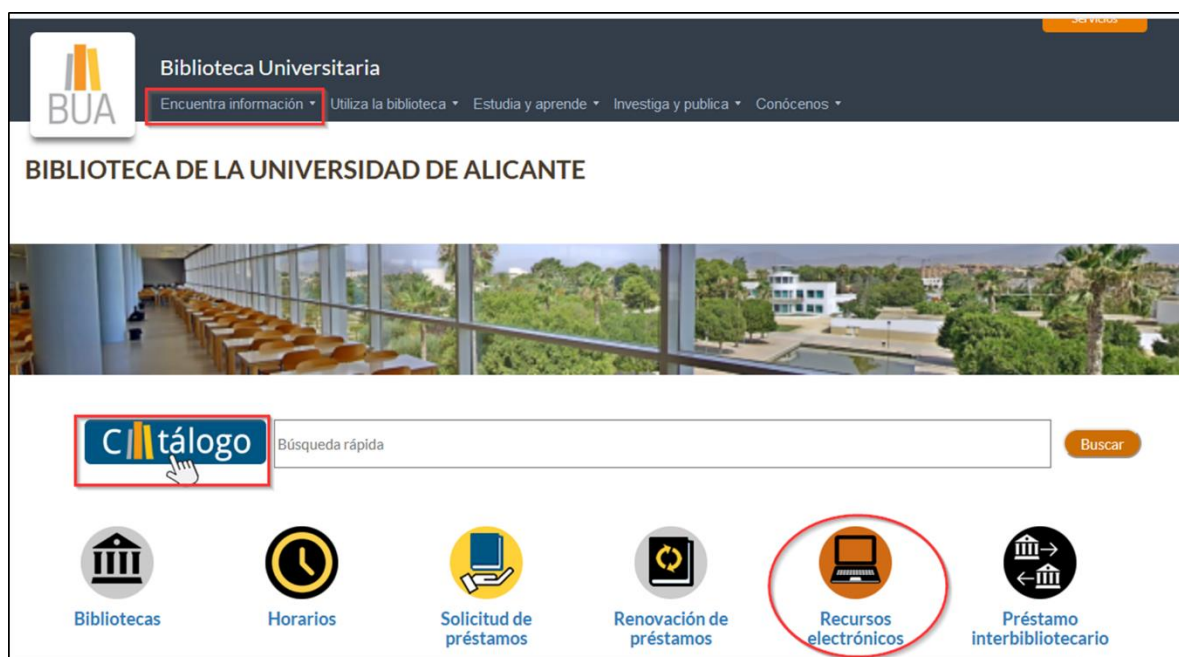 Servicios
Biblioteca Universitaria
BUA
Encuentra información Utiliza la biblioteca Estudia y aprende Investiga y publica Conócenos
BIBLIOTECA DE LA UNIVERSIDAD DE ALICANTE
Catálogo Búsqueda rápida Buscar
Bibliotecas
Horarios
Solicitud de
préstamos
Renovación de
préstamos
Recursos
electrónicos
Préstamo
interbibliotecario